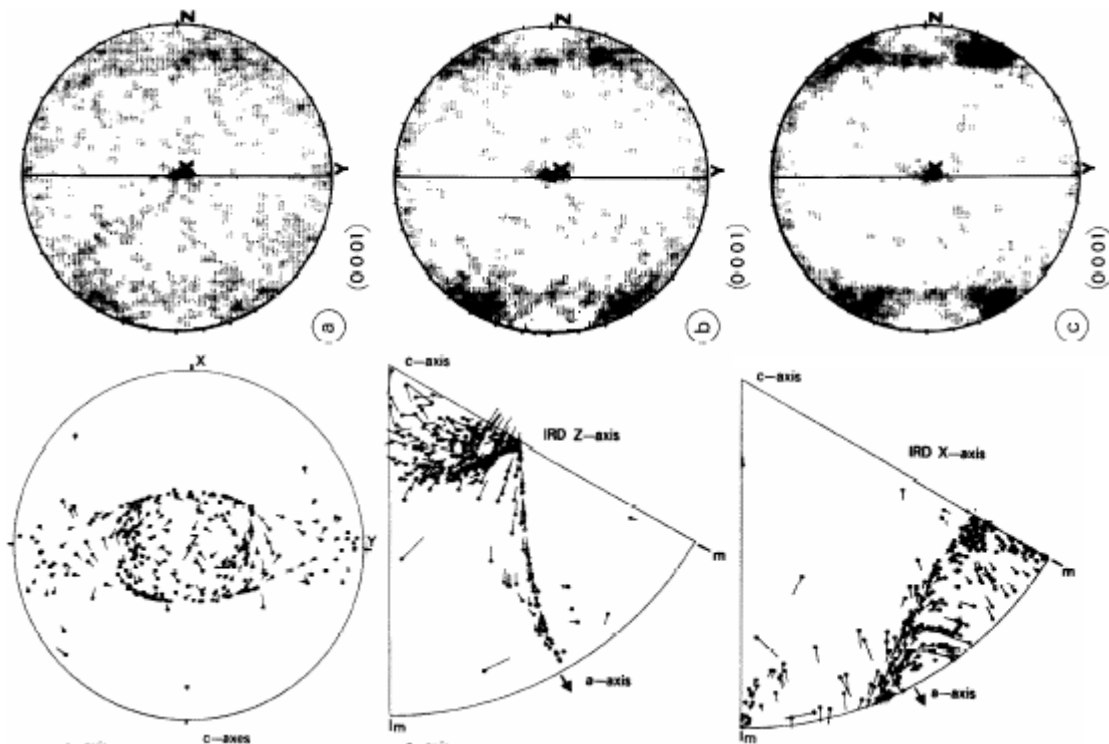 Z
X
Y
(0001)
a
Z
X
Y
(0001)
b
Z
X
Y
(0001)
c
X
Z
Y
c-axes
c-axis
IRD Z-axis
m
a-axis
m
c-axis
IRD X-axis
m
a-axis
m